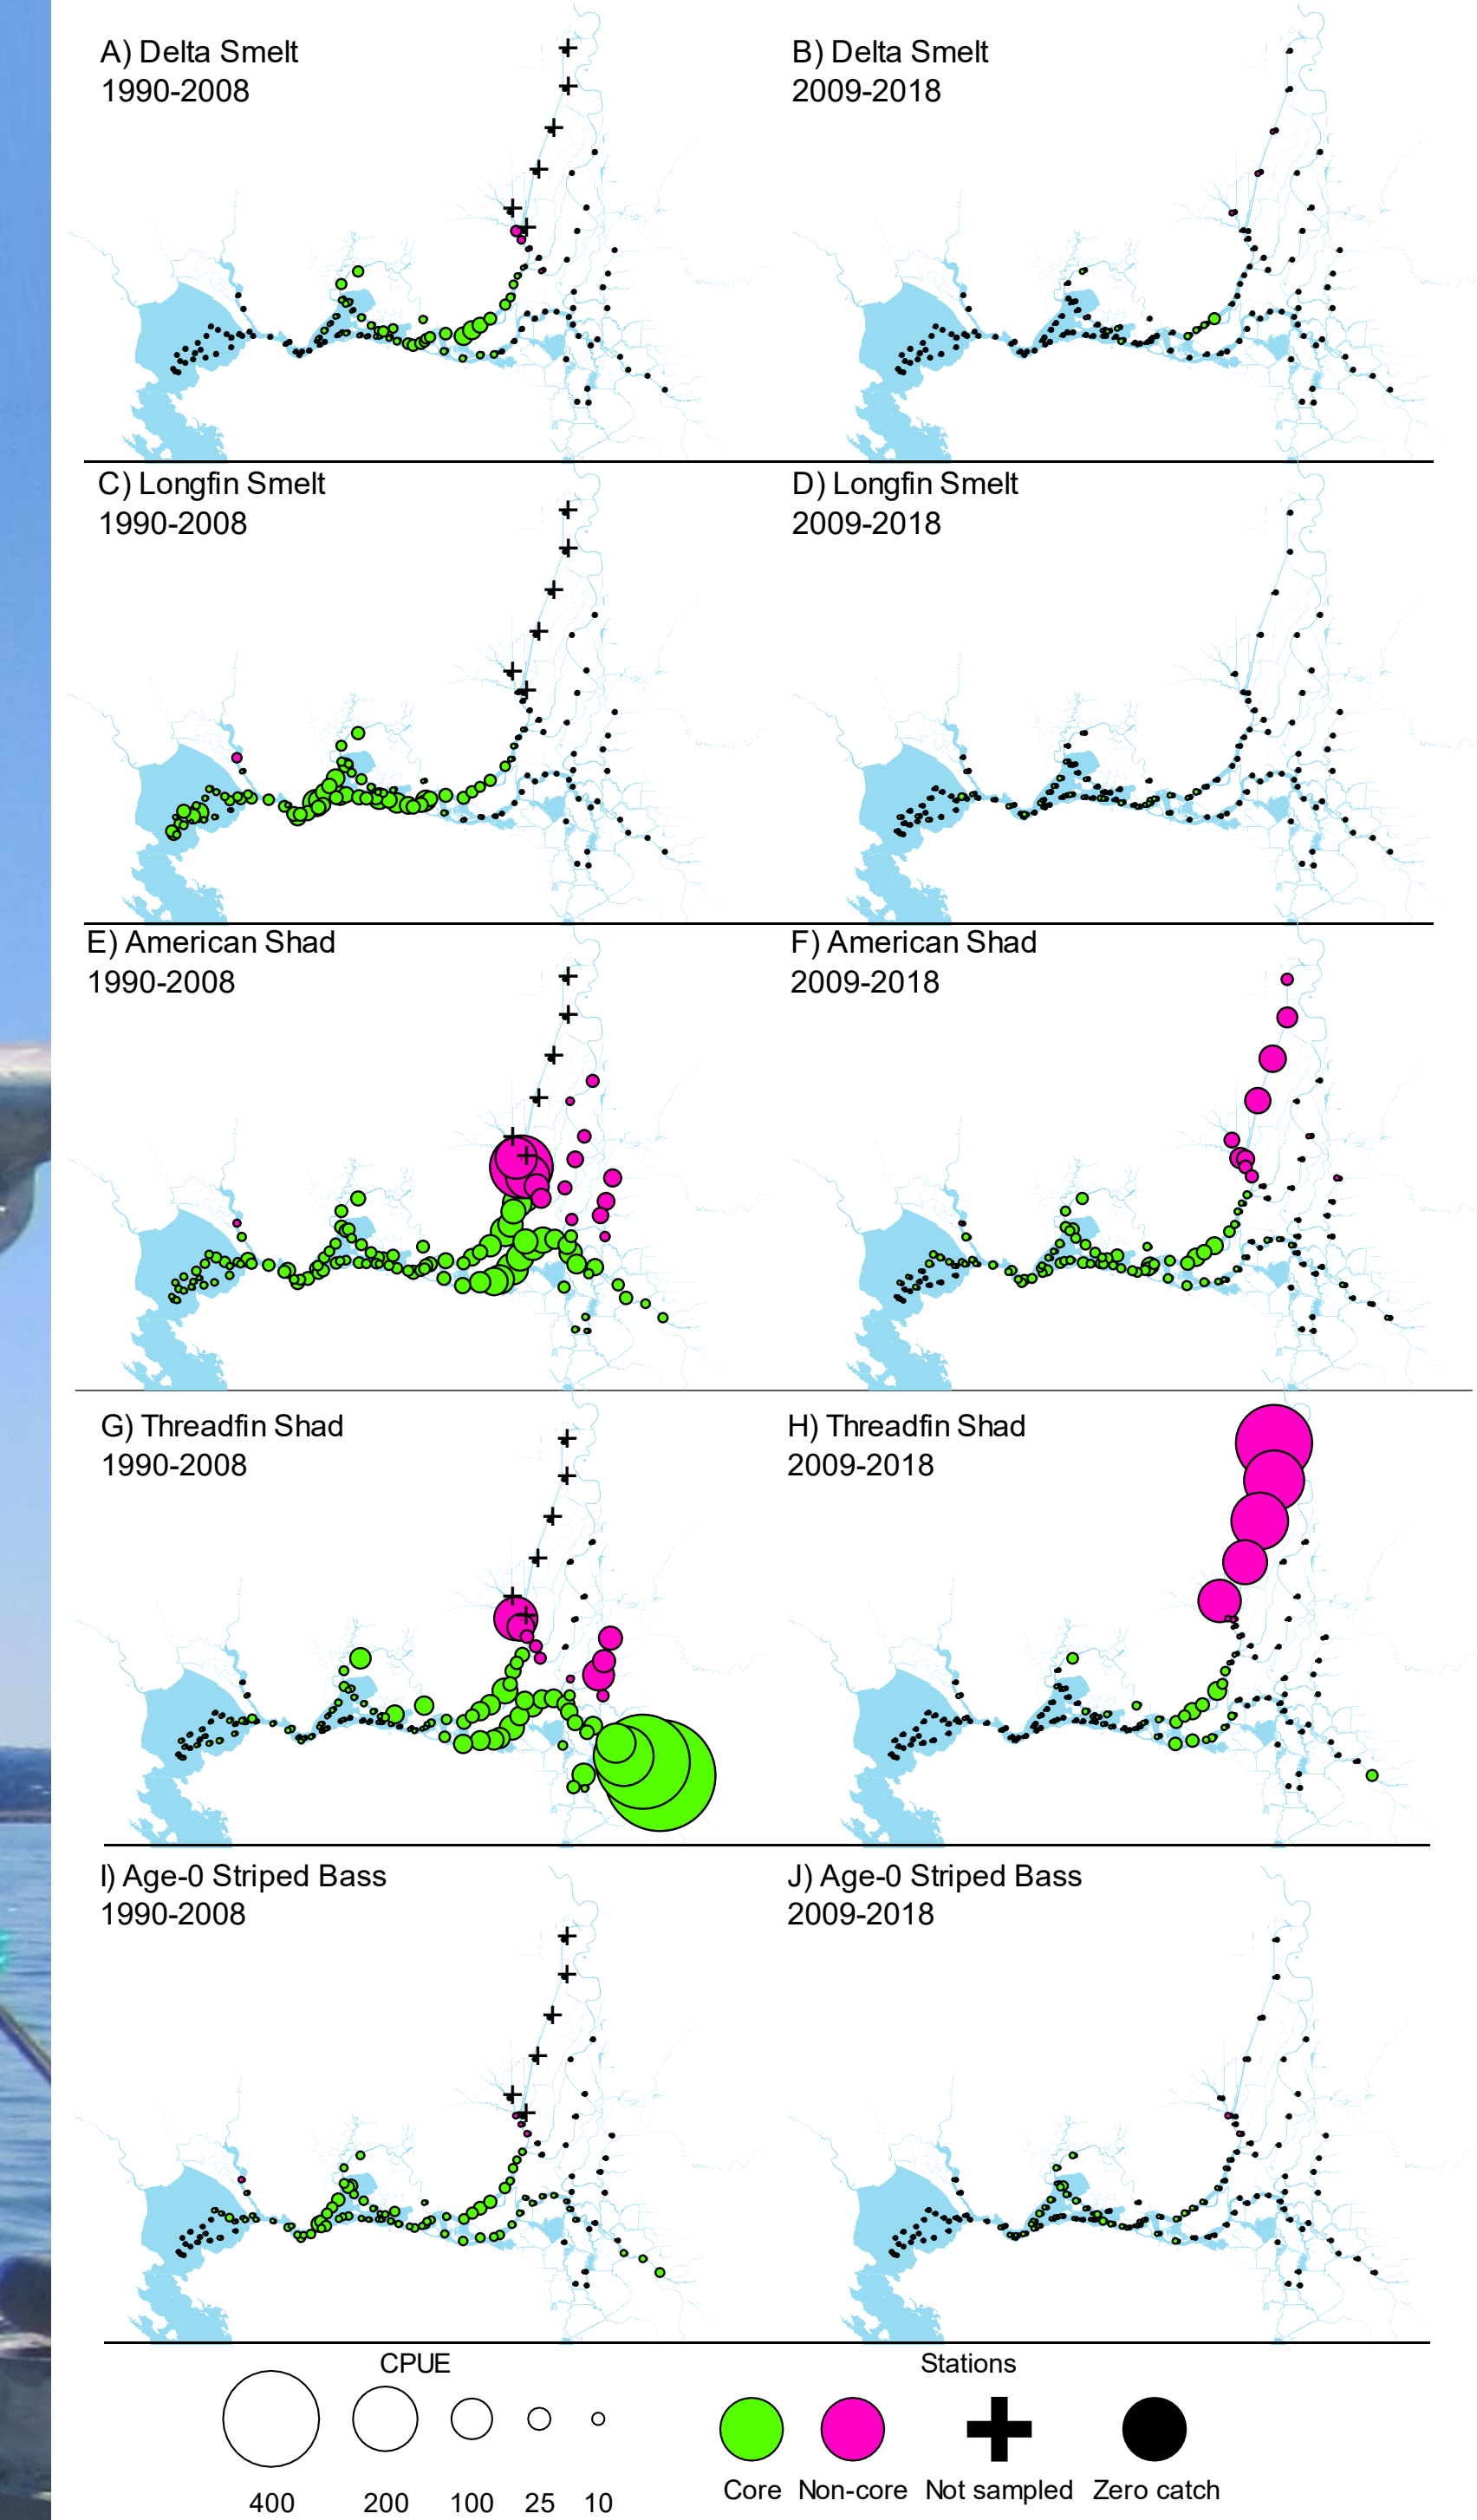 A) Delta Smelt
1990-2008
B) Delta Smelt
2009-2018
C) Longfin Smelt
1990-2008
D) Longfin Smelt
2009-2018
E) American Shad
1990-2008
F) American Shad
2009-2018
G) Threadfin Shad
1990-2008
H) Threadfin Shad
2009-2018
I) Age-0 Striped Bass
1990-2008
J) Age-0 Striped Bass
2009-2018
CPUE
400 200 100 25 10
Stations
Core Non-core Not sampled Zero catch